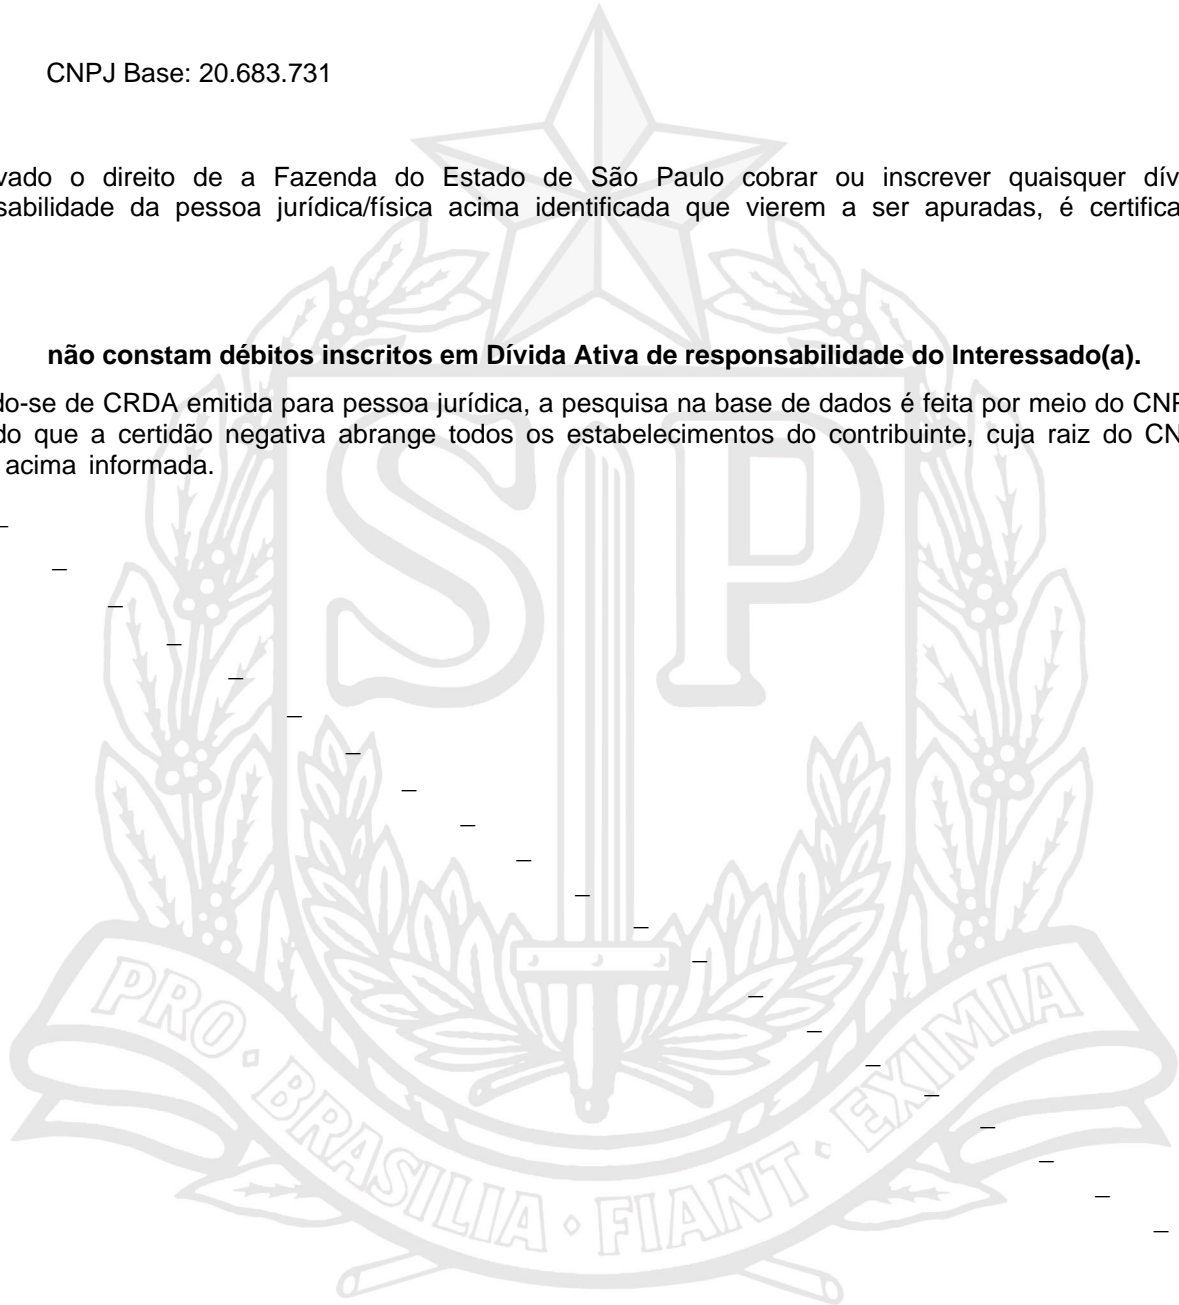 CNPJ Base: 20.683.731
vado o direito de a Fazenda do Estado de São Paulo cobrar ou inscrever quaisquer dív
sabilidade da pessoa jurídica/física acima identificada que vierem a ser apuradas, é certifica
não constam débitos inscritos em Dívida Ativa de responsabilidade do Interessado(a).
do-se de CRDA emitida para pessoa jurídica, a pesquisa na base de dados é feita por meio do CNP
do que a certidão negativa abrange todos os estabelecimentos do contribuinte, cuja raiz do CN
acima informada.
SP
PRO • BRASILIA • FIANT • EXIMIA